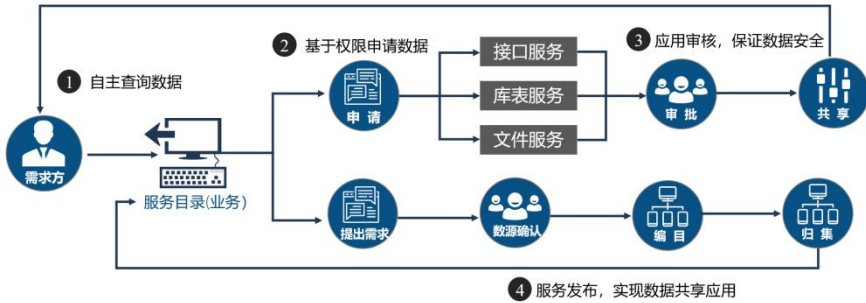 1 自主查询数据
2 基于权限申请数据
3 应用审核，保证数据安全
接口服务
库表服务
文件服务
申请
审批
共享
需求方
服务目录(业务)
提出需求
数源确认
编目
归集
4 服务发布，实现数据共享应用